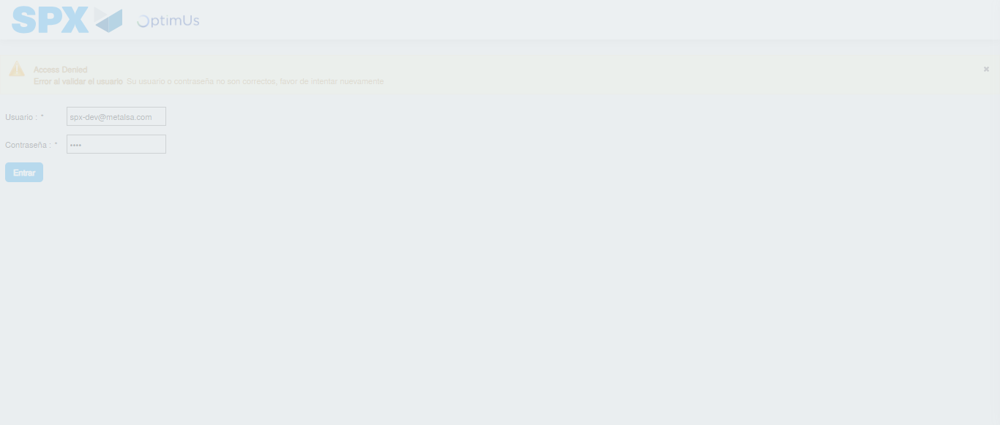 SPX OptimUs
Access Denied
Error al validar el usuario Su usuario o contraseña no son correctos, favor de intentar nuevamente
Usuario : * spx-dev@metalsa.com
Contraseña : * ••••
Entrar